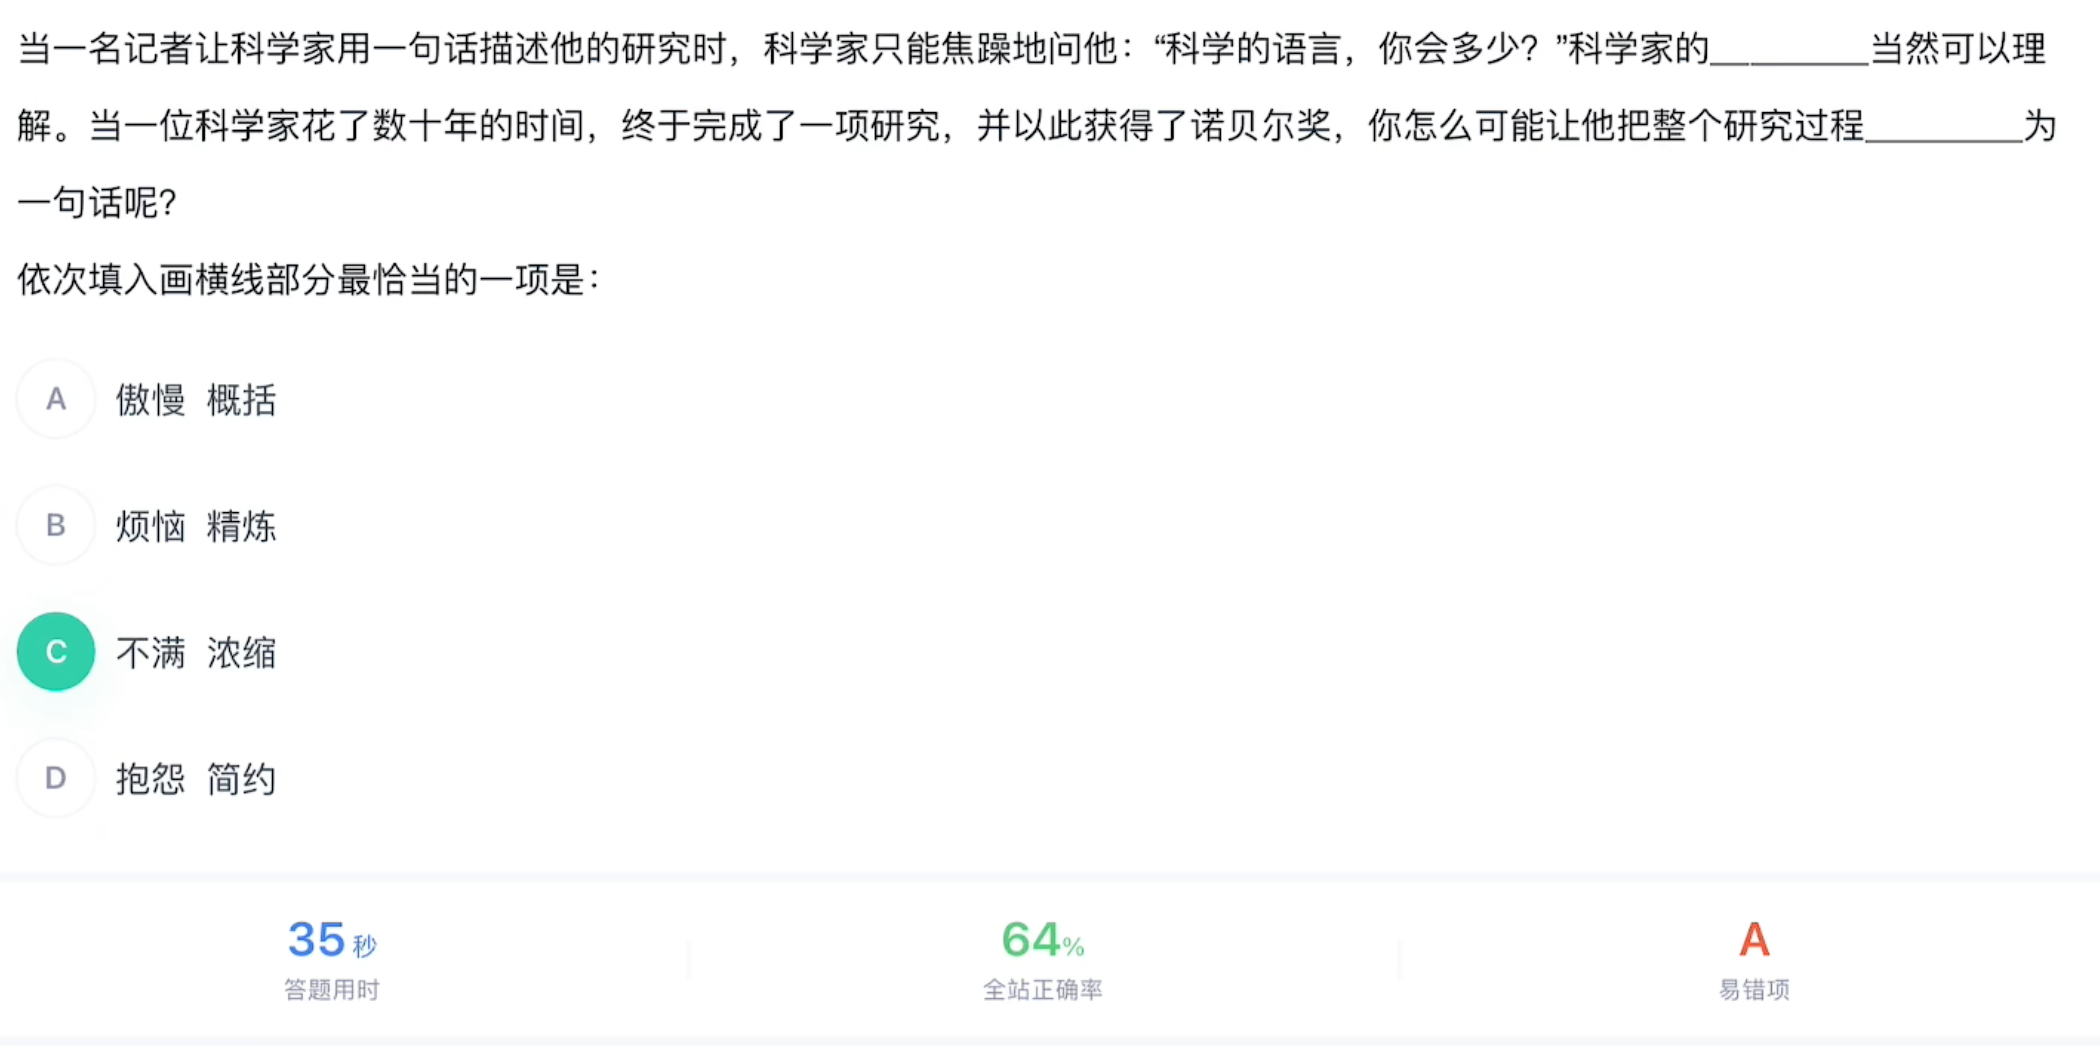 当一名记者让科学家用一句话描述他的研究时，科学家只能焦躁地问他：“科学的语言，你会多少？”科学家的_________当然可以理
解。当一位科学家花了数十年的时间，终于完成了一项研究，并以此获得了诺贝尔奖，你怎么可能让他把整个研究过程_________为
一句话呢？
依次填入画横线部分最恰当的一项是：
A 傲慢 概括
B 烦恼 精炼
C 不满 浓缩
D 抱怨 简约
35秒 64% A
答题用时 全站正确率 易错项